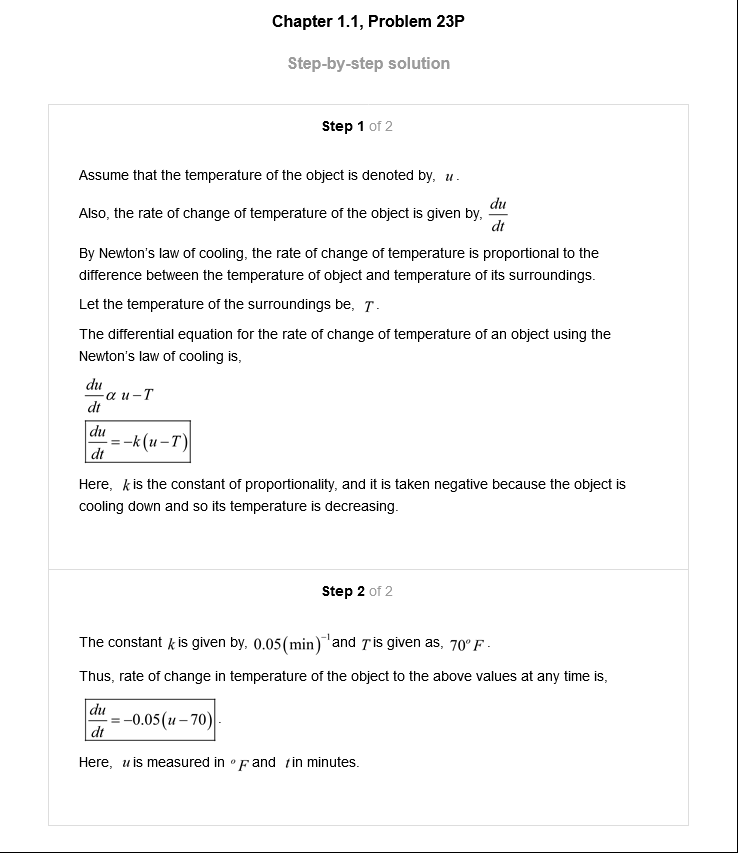 Chapter 1.1, Problem 23P
Step-by-step solution
Step 1 of 2
Assume that the temperature of the object is denoted by, u.
Also, the rate of change of temperature of the object is given by, du/dt
By Newton's law of cooling, the rate of change of temperature is proportional to the
difference between the temperature of object and temperature of its surroundings.
Let the temperature of the surroundings be, T.
The differential equation for the rate of change of temperature of an object using the
Newton's law of cooling is,
du/dt α u−T
du/dt = −k(u−T)
Here, k is the constant of proportionality, and it is taken negative because the object is
cooling down and so its temperature is decreasing.
Step 2 of 2
The constant k is given by, 0.05(min)⁻¹ and T is given as, 70° F.
Thus, rate of change in temperature of the object to the above values at any time is,
du/dt = −0.05(u−70).
Here, u is measured in °F and t in minutes.